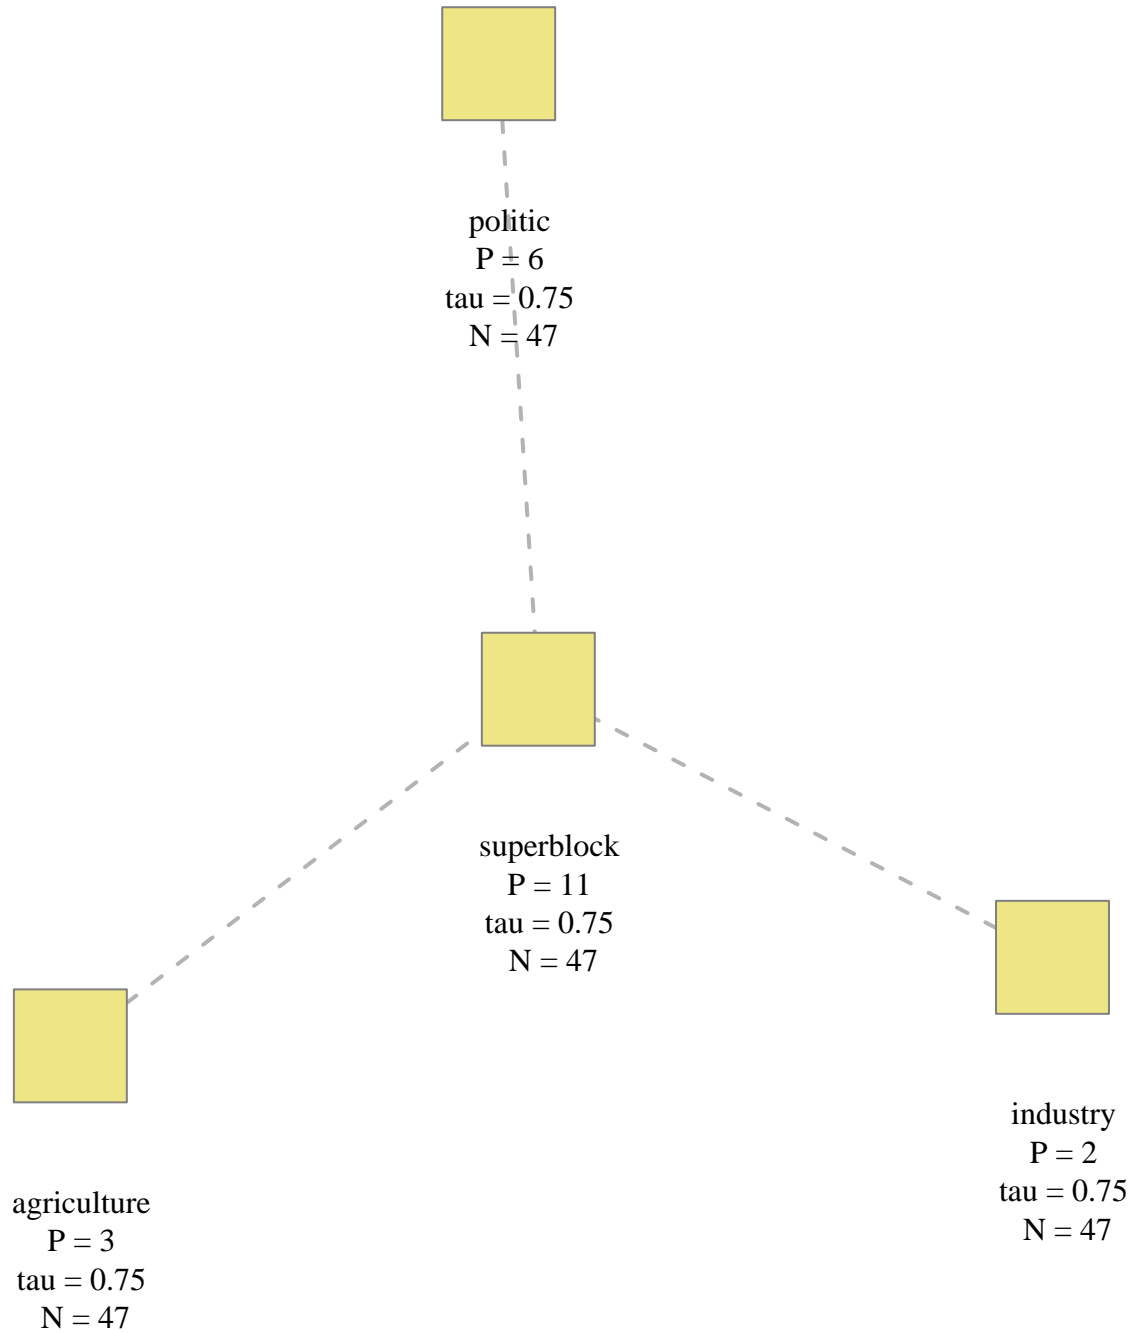 politic
P = 6
tau = 0.75
N = 47
superblock
P = 11
tau = 0.75
N = 47
industry
P = 2
tau = 0.75
N = 47
agriculture
P = 3
tau = 0.75
N = 47